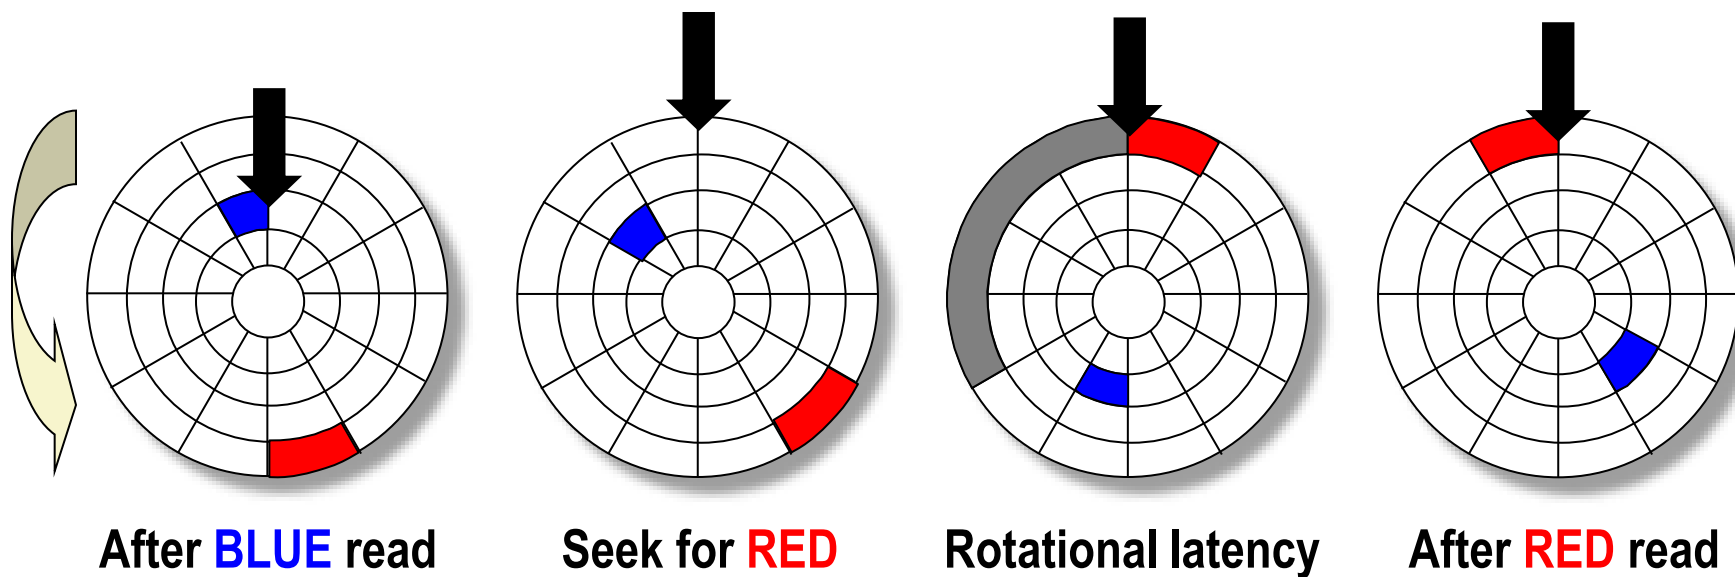 After BLUE read
Seek for RED
Rotational latency
After RED read